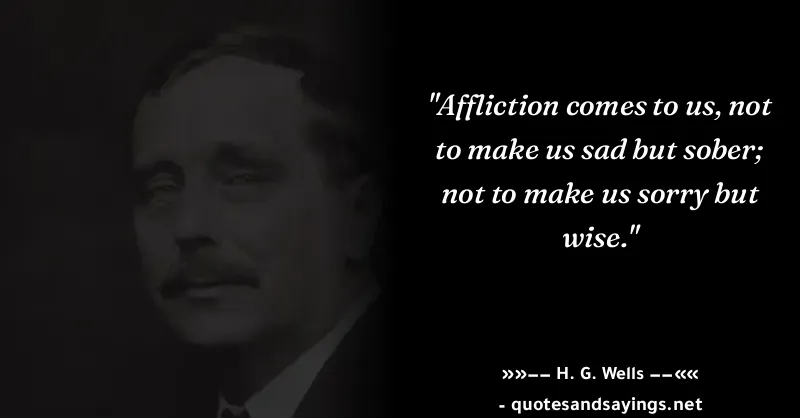 "Affliction comes to us, not
to make us sad but sober;
not to make us sorry but
wise."
»»–– H. G. Wells ––««
- quotesandsayings.net